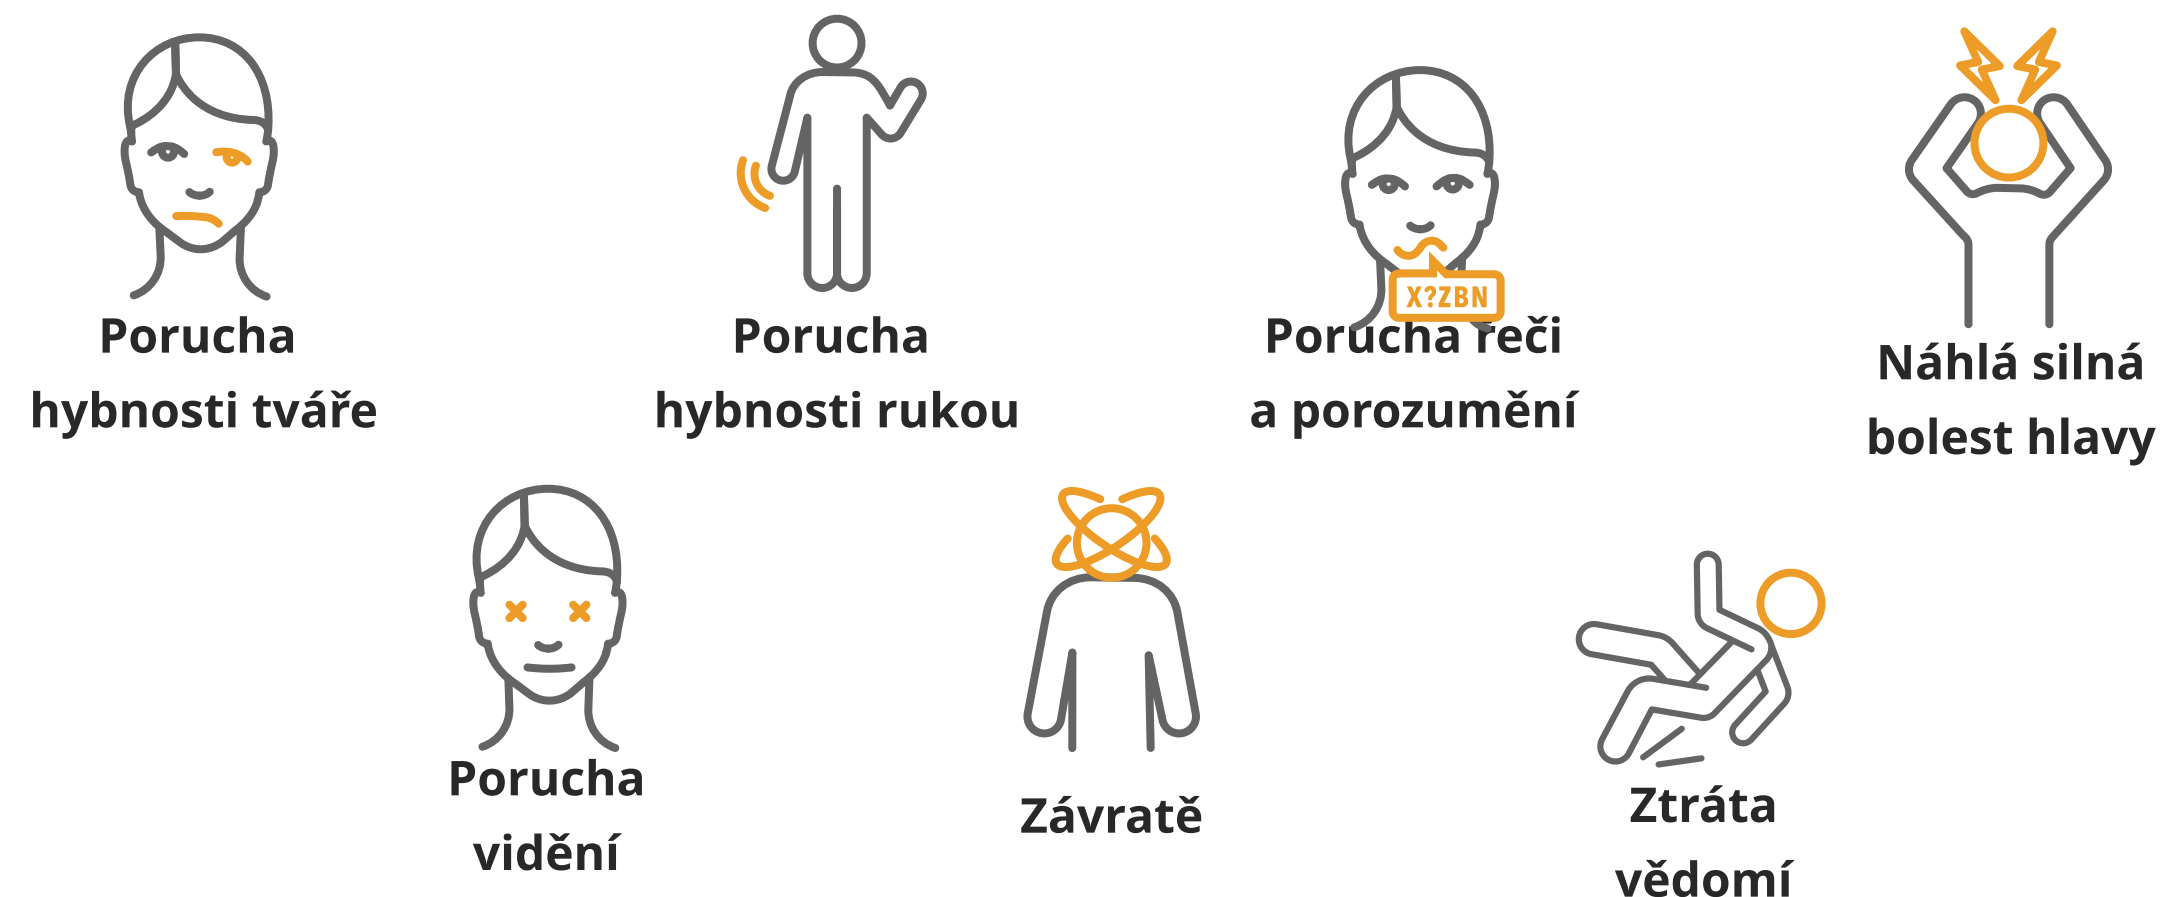 Porucha
hybnosti tváře
Porucha
hybnosti rukou
X?ZBN
Porucha řeči
a porozumění
Náhlá silná
bolest hlavy
Porucha
vidění
Závratě
Ztráta
vědomí